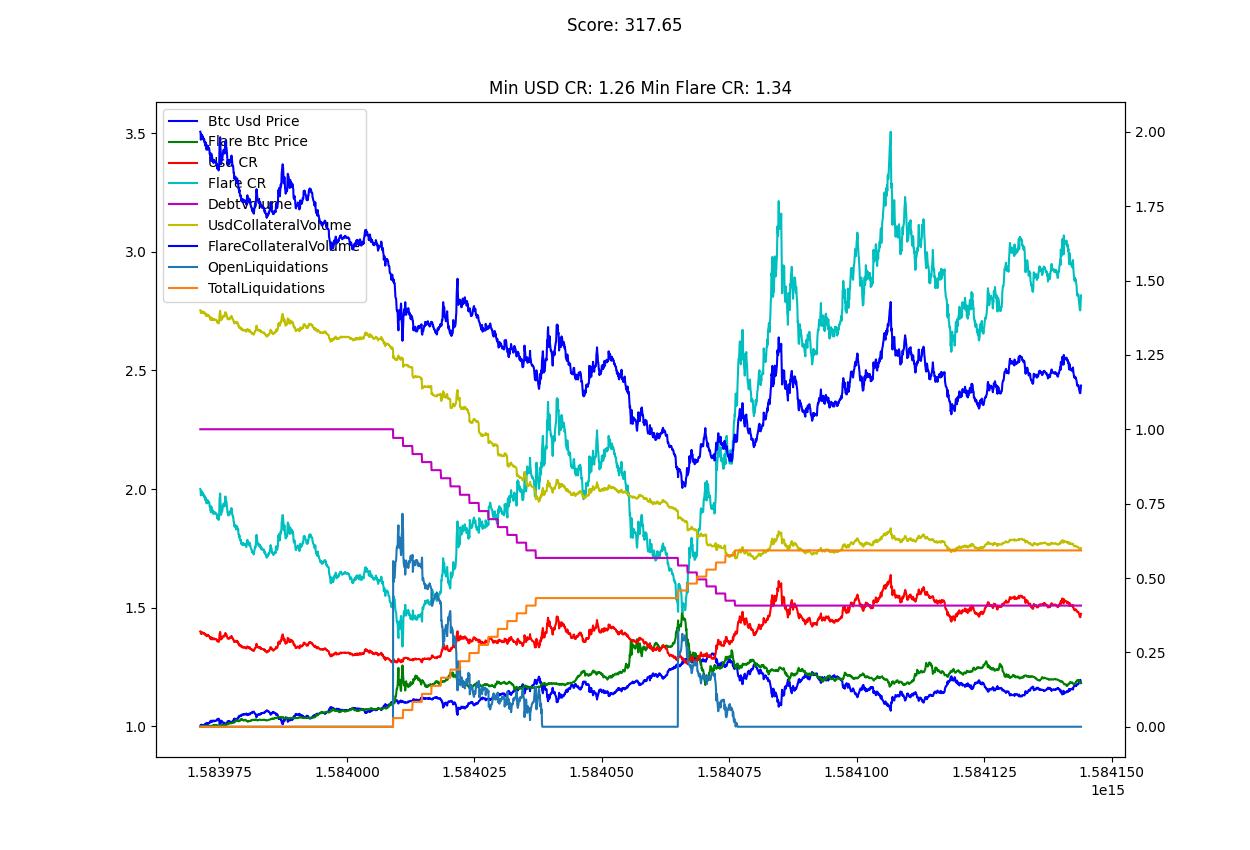 Score: 317.65
Min USD CR: 1.26 Min Flare CR: 1.34
Btc Usd Price
Flare Btc Price
Usd CR
Flare CR
DebtVolume
UsdCollateralVolume
FlareCollateralVolume
OpenLiquidations
TotalLiquidations
3.5
3.0
2.5
2.0
1.5
1.0
2.00
1.75
1.50
1.25
1.00
0.75
0.50
0.25
0.00
1.583975 1.584000 1.584025 1.584050 1.584075 1.584100 1.584125 1.584150
1e15